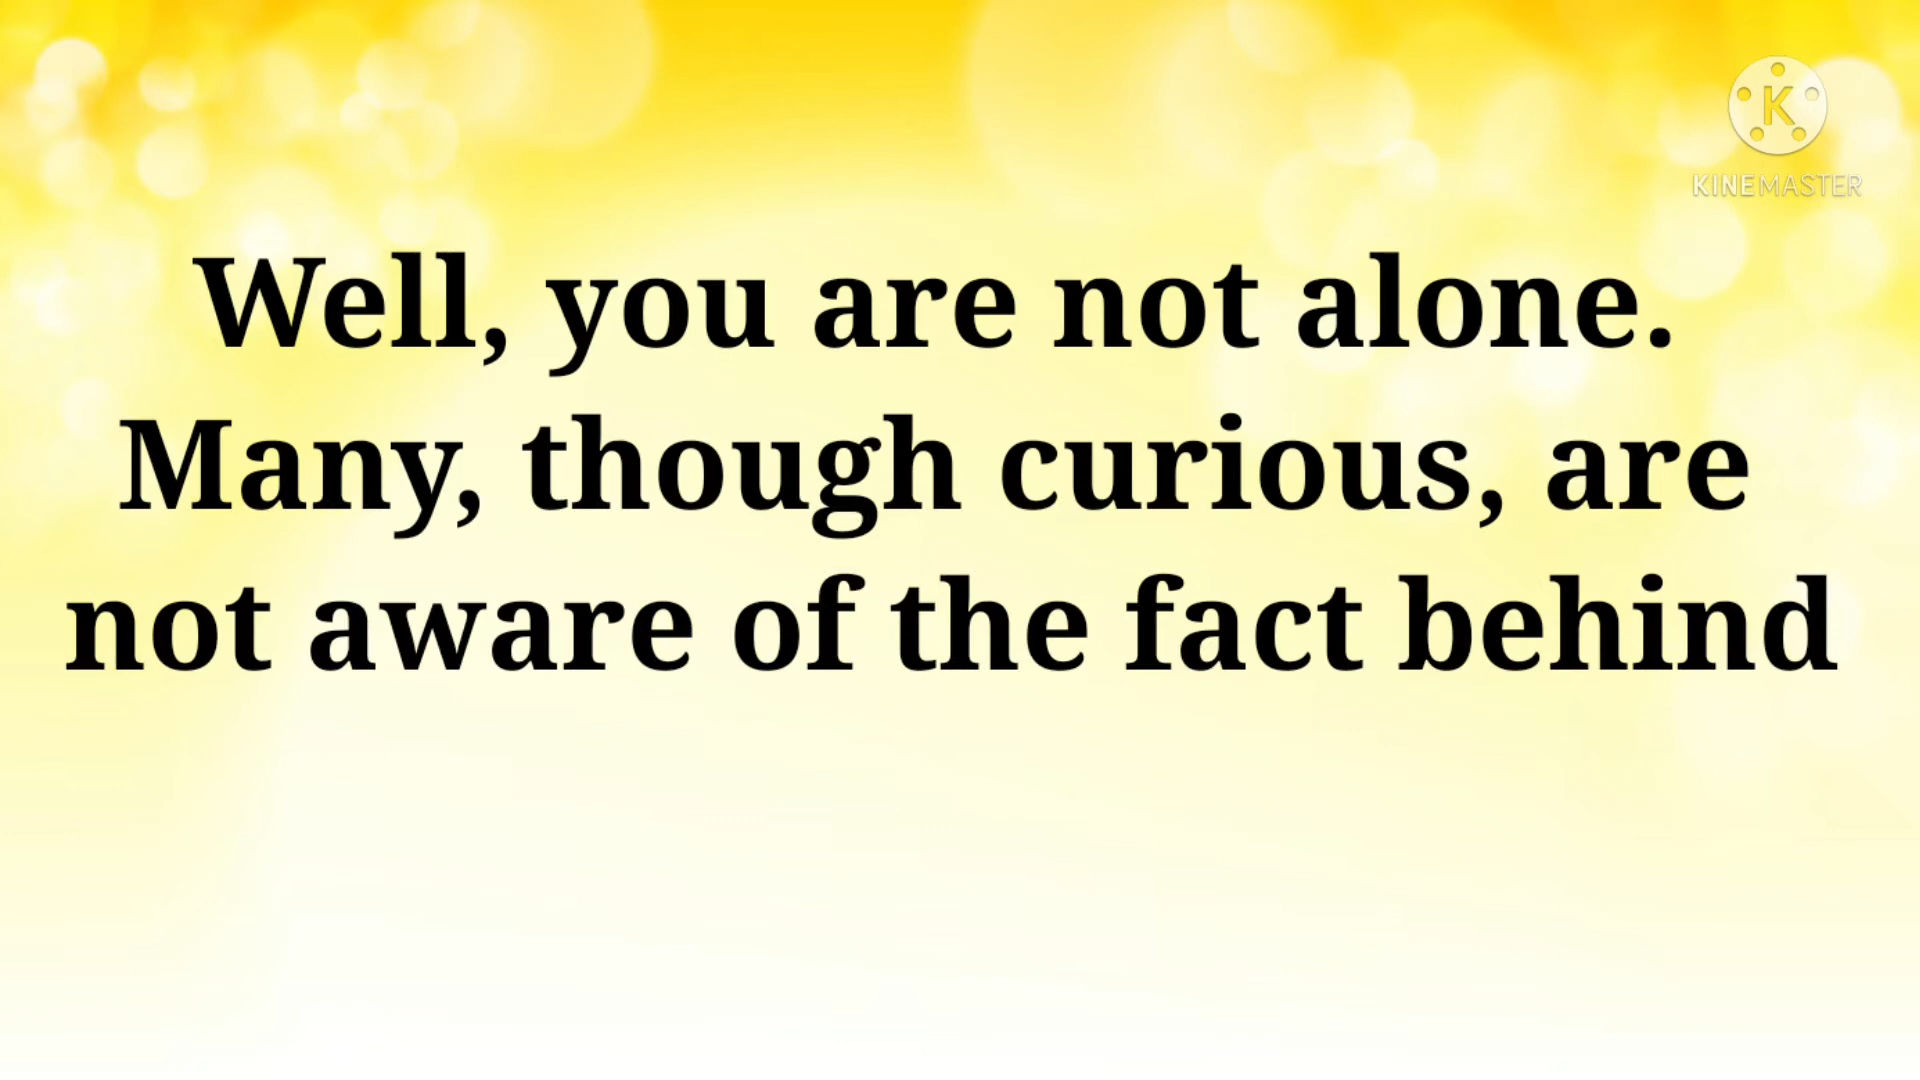 K
KINEMASTER
Well, you are not alone.
Many, though curious, are
not aware of the fact behind